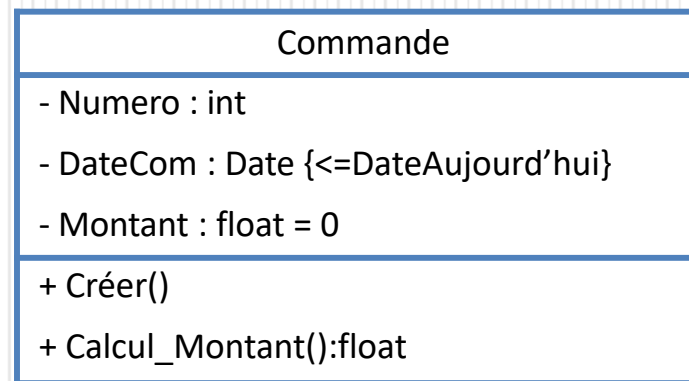 Commande
- Numero : int
- DateCom : Date {<=DateAujourd’hui}
- Montant : float = 0
+ Créer()
+ Calcul_Montant():float